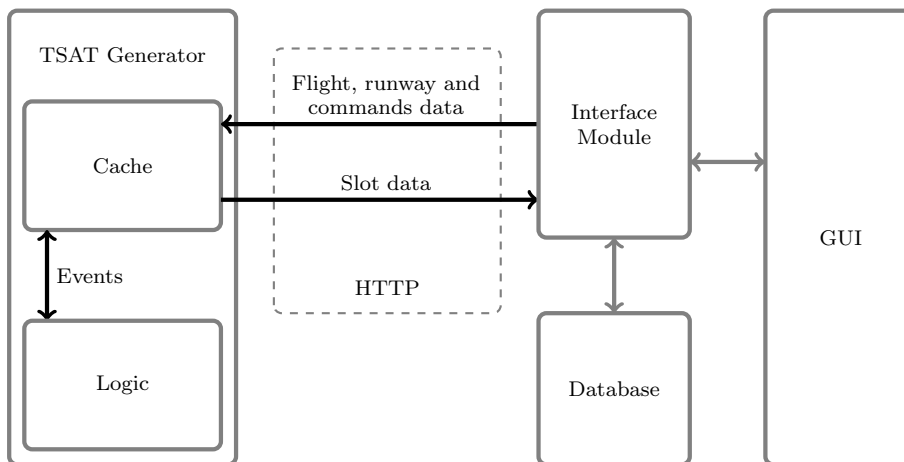 TSAT Generator
Cache
Events
Logic
Flight, runway and
commands data
Slot data
HTTP
Interface
Module
Database
GUI